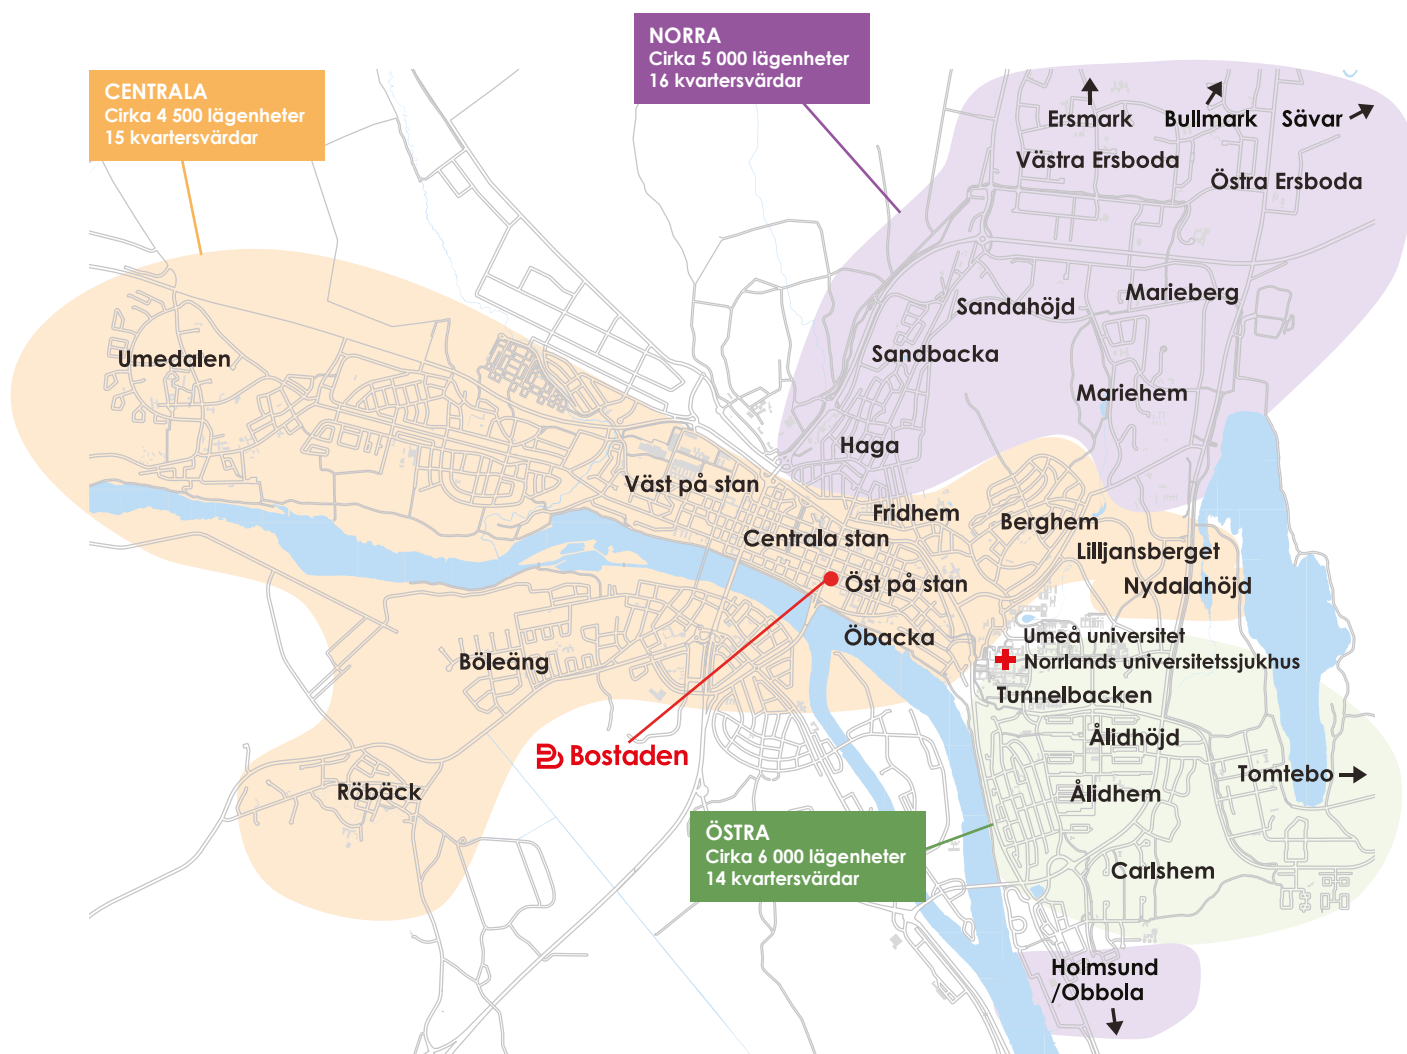 NORRA
Cirka 5 000 lägenheter
16 kvartersvärdar
CENTRALA
Cirka 4 500 lägenheter
15 kvartersvärdar
Ersmark
Bullmark
Sävar
Västra Ersboda
Östra Ersboda
Marieberg
Sandahöjd
Sandbacka
Umedalen
Mariehem
Haga
Väst på stan
Fridhem
Berghem
Centrala stan
Lilljansberget
Öst på stan
Nydalahöjd
Öbacka
Umeå universitet
Norrlands universitetssjukhus
Böleäng
Tunnelbacken
Ålidhöjd
Bostaden
Tomtebo
Röbäck
Ålidhem
ÖSTRA
Cirka 6 000 lägenheter
14 kvartersvärdar
Carlshem
Holmsund
/Obbola